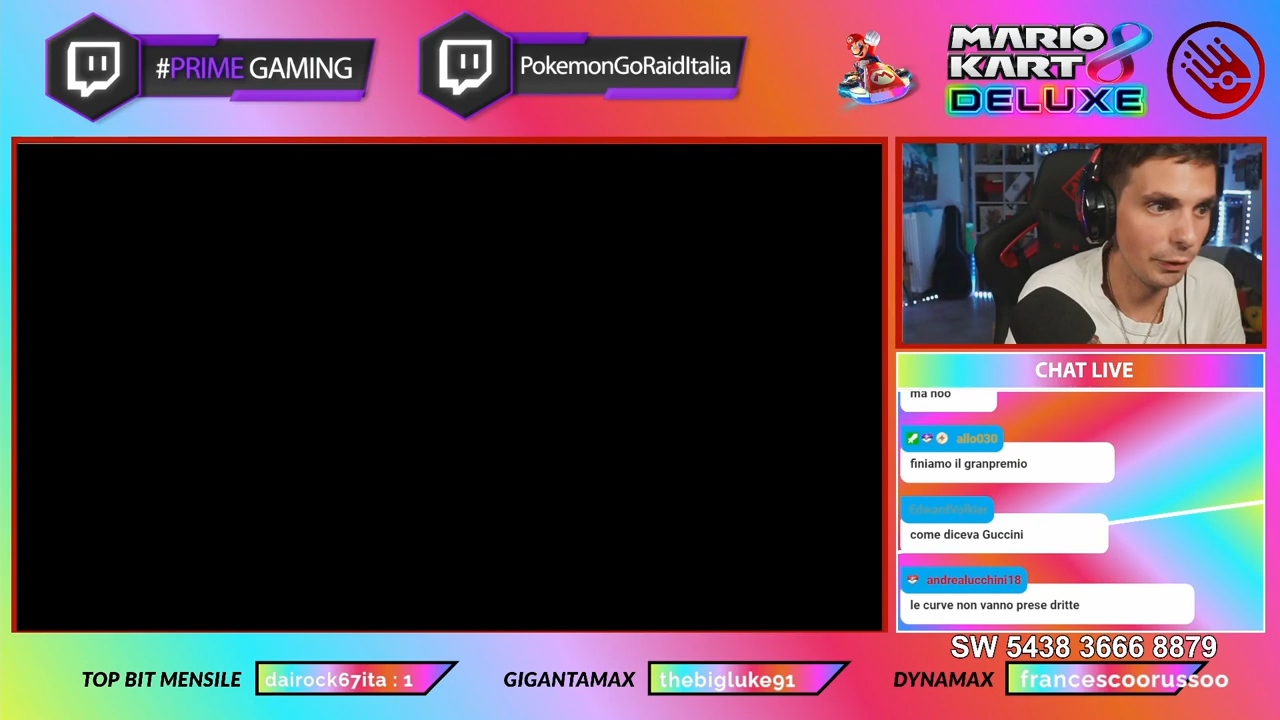 #PRIME GAMING
PokemonGoRaidItalia
MARIO
KART 8
DELUXE
CHAT LIVE
ma noo
allo030
finiamo il granpremio
come diceva Guccini
andrealucchini18
le curve non vanno prese dritte
SW 5438 3666 8879
TOP BIT MENSILE
dairock67ita : 1
GIGANTAMAX
thebigluke91
DYNAMAX
francescoorussoo